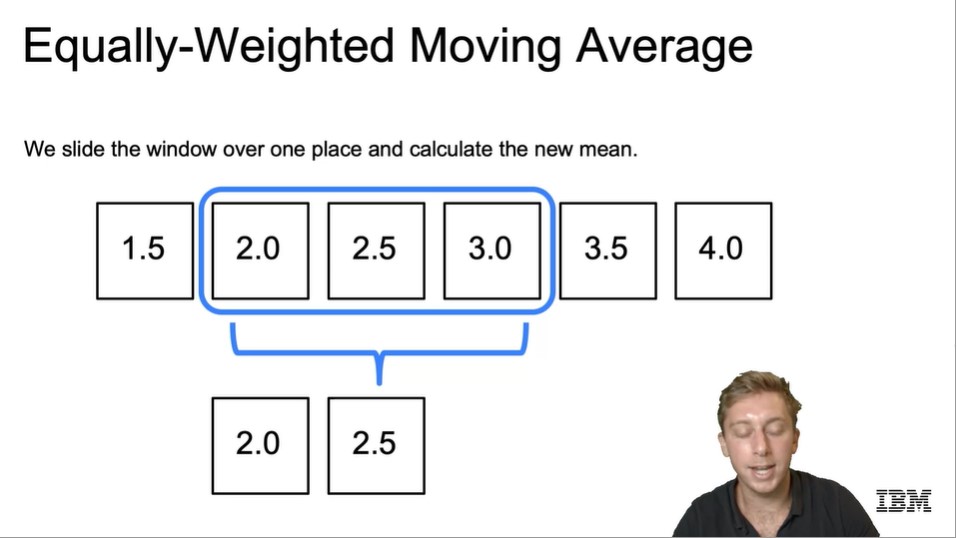 Equally-Weighted Moving Average
We slide the window over one place and calculate the new mean.
1.5 2.0 2.5 3.0 3.5 4.0
2.0 2.5
IBM